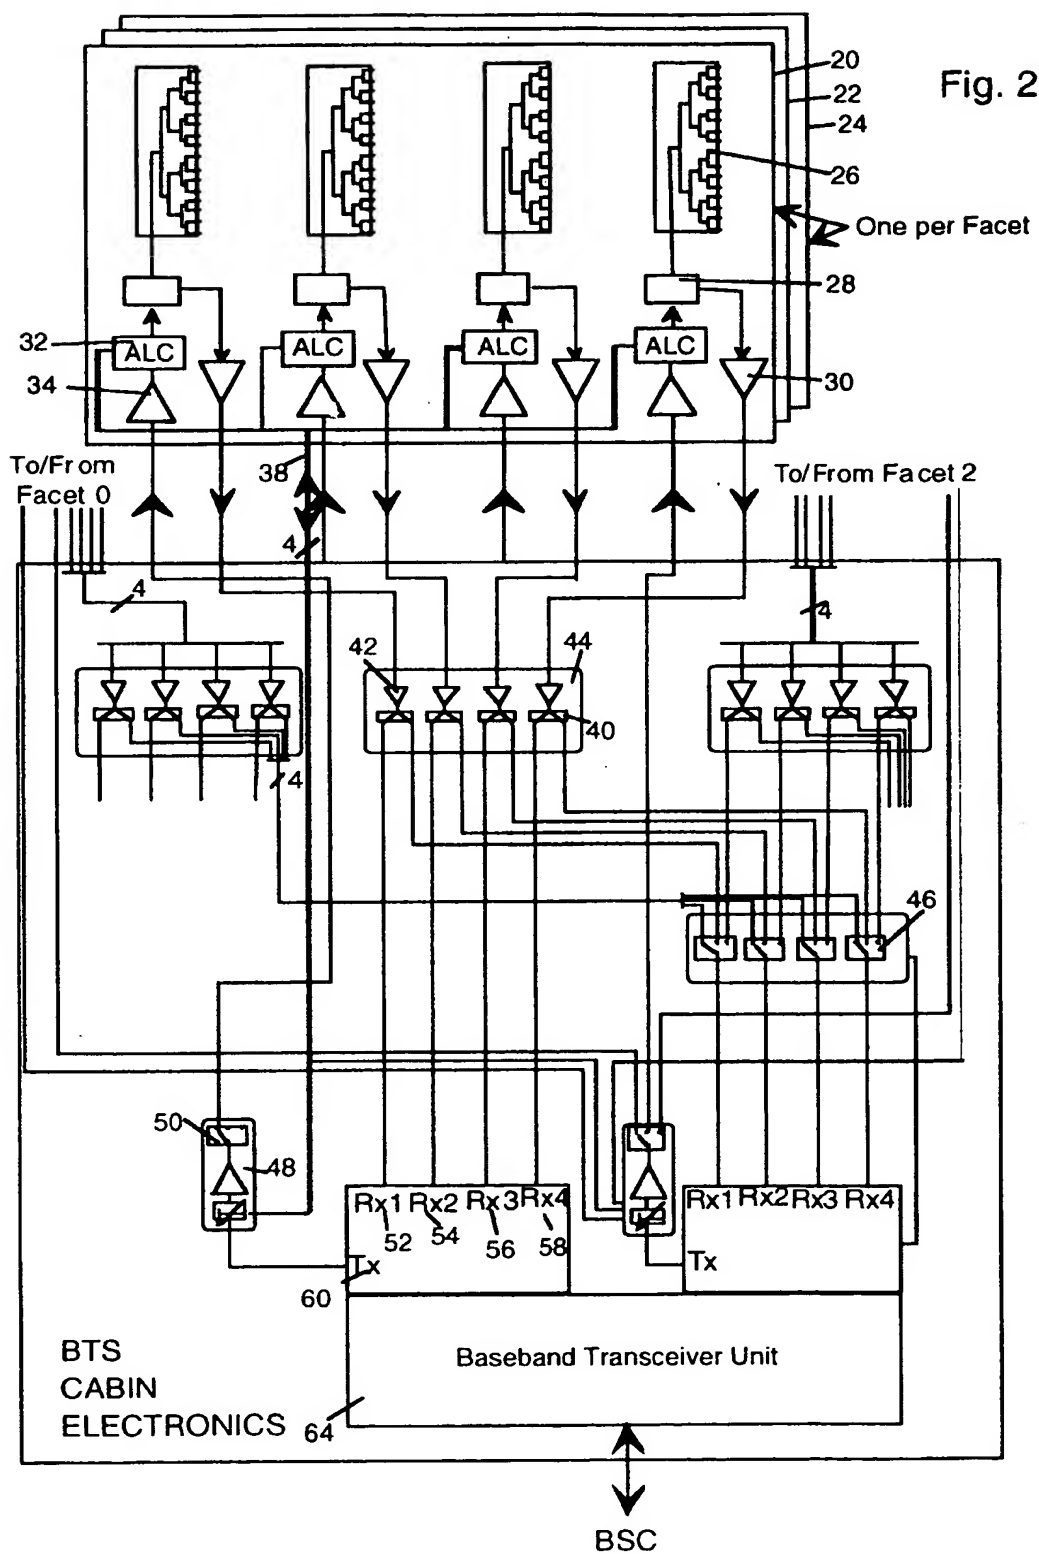 Fig. 2
20
22
24
26
One per Facet
28
32
ALC
ALC
ALC
ALC
34
30
To/From
Facet 0
38
To/From Facet 2
4
4
4
42
44
40
4
46
50
48
Rx1 Rx2 Rx3 Rx4
52 54 56 58
Tx
60
Rx1 Rx2 Rx3 Rx4
Tx
BTS
CABIN
ELECTRONICS
Baseband Transceiver Unit
64
BSC